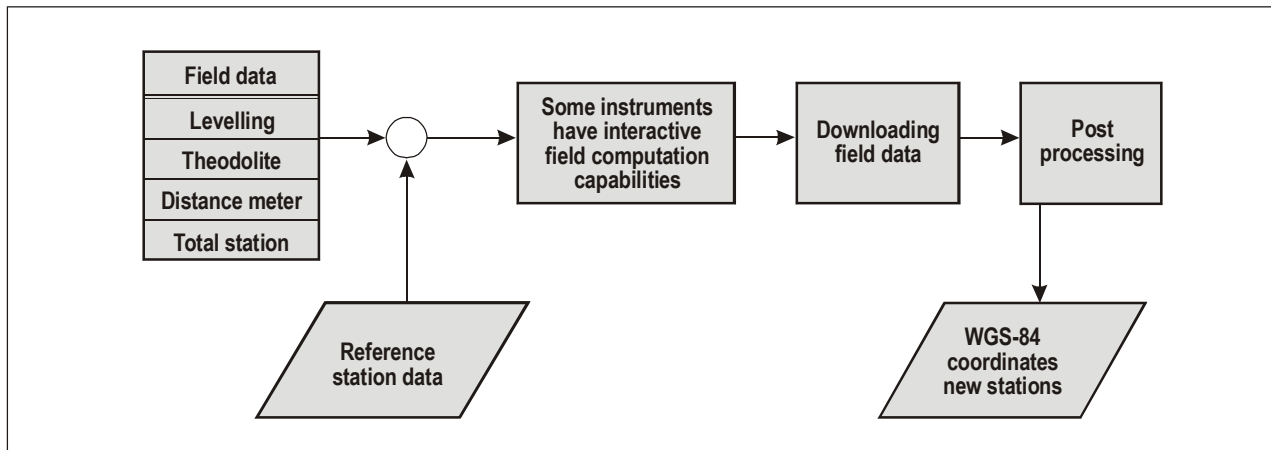 Field data
Levelling
Theodolite
Distance meter
Total station
Some instruments
have interactive
field computation
capabilities
Downloading
field data
Post
processing
Reference
station data
WGS-84
coordinates
new stations